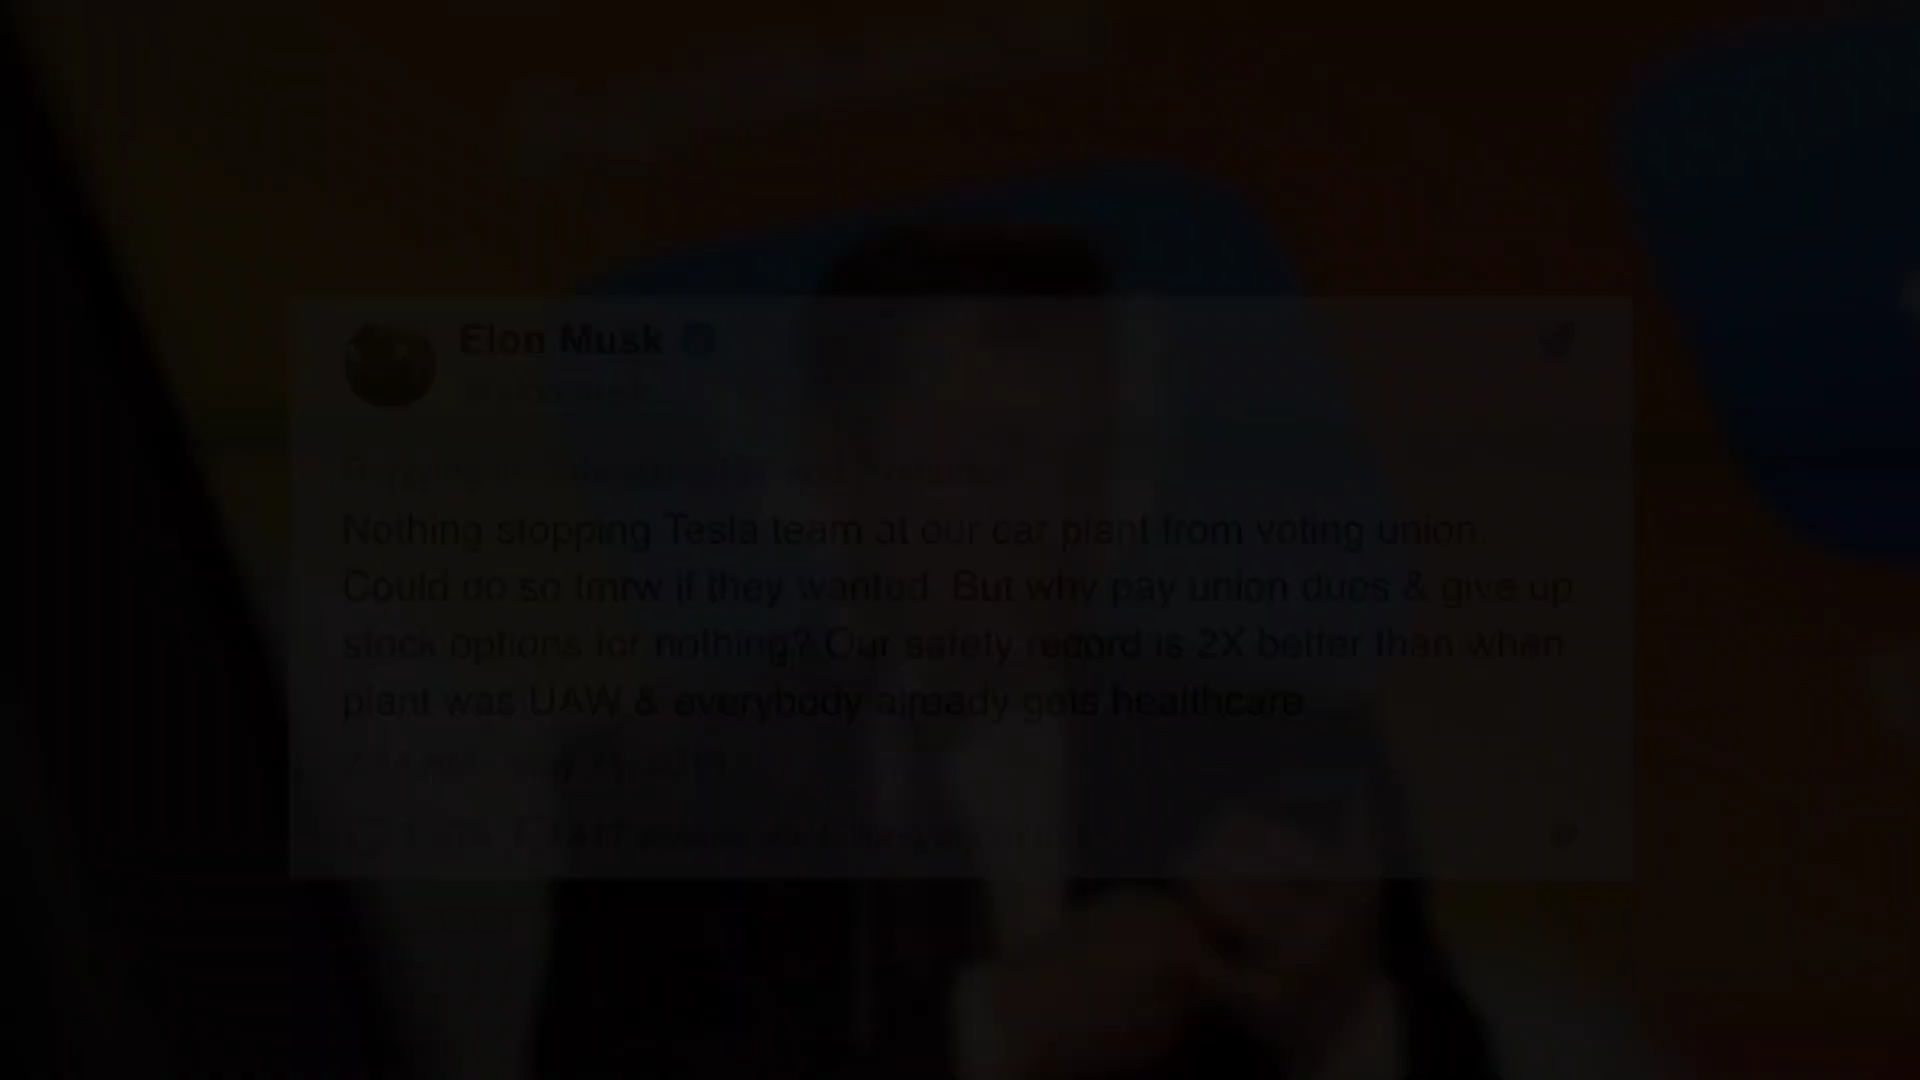 Elon Musk
Nothing stopping Tesla team at our car plant from voting union.
Could do so tmrw if they wanted. But why pay union dues & give up
stock options for nothing? Our safety record is 2X better than when
plant was UAW & everybody already gets healthcare.